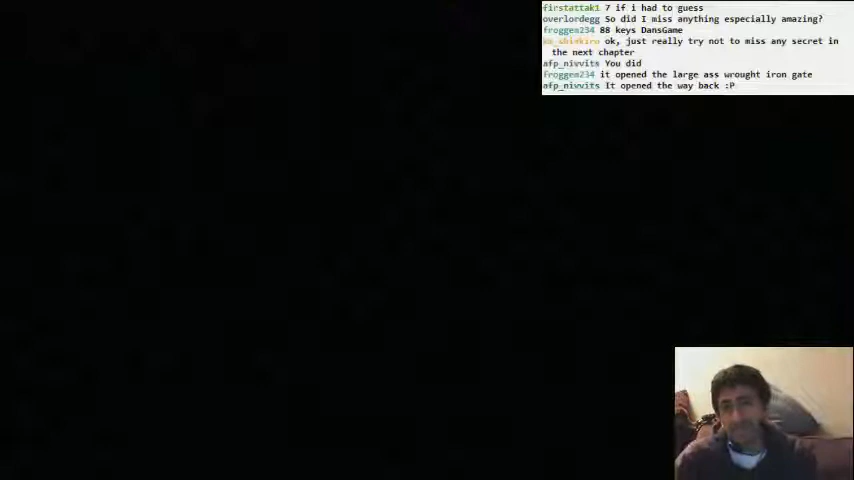 firstattak1 7 if i had to guess
overlordegg So did I miss anything especially amazing?
froggem234 88 keys DansGame
ok, just really try not to miss any secret in
the next chapter
afp_nivvits You did
froggem234 it opened the large ass wrought iron gate
afp_nivvits It opened the way back :P